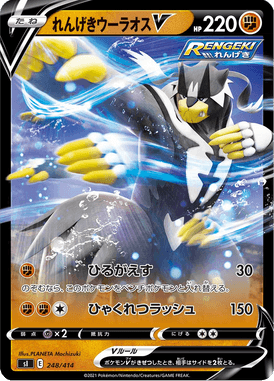 たね れんげきウーラオスV HP 220
RENGEKI
れんげき
ひるがえす 30
のぞむなら、このポケモンをベンチポケモンと入れ替える。
ひゃくれつラッシュ 150
弱点 ×2 抵抗力 にげる
Vルール
ポケモンVがきぜつしたとき、相手はサイドを2枚とる。
Illus. PLANETA Mochizuki
sI E 248/414
©2021 Pokémon/Nintendo/Creatures/GAME FREAK.